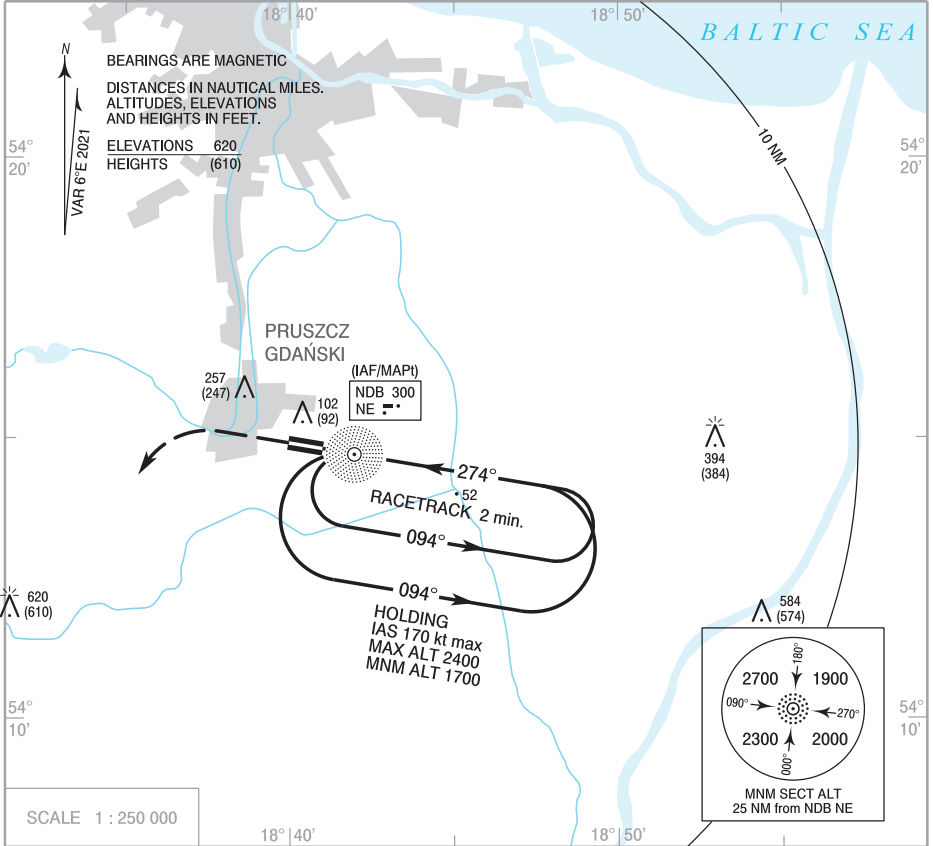 18° 40'
18° 50'
BALTIC SEA
N
VAR 6°E 2021
BEARINGS ARE MAGNETIC
DISTANCES IN NAUTICAL MILES.
ALTITUDES, ELEVATIONS
AND HEIGHTS IN FEET.
ELEVATIONS 620
HEIGHTS (610)
10 NM
54°
20'
54°
20'
PRUSZCZ
GDAŃSKI
257
(247)
102
(92)
(IAF/MAPt)
NDB 300
NE
394
(384)
274°
52
RACETRACK 2 min.
094°
094°
HOLDING
IAS 170 kt max
MAX ALT 2400
MNM ALT 1700
620
(610)
584
(574)
180°
2700 1900
090° 270°
2300 2000
000°
MNM SECT ALT
25 NM from NDB NE
54°
10'
54°
10'
SCALE 1 : 250 000
18° 40'
18° 50'